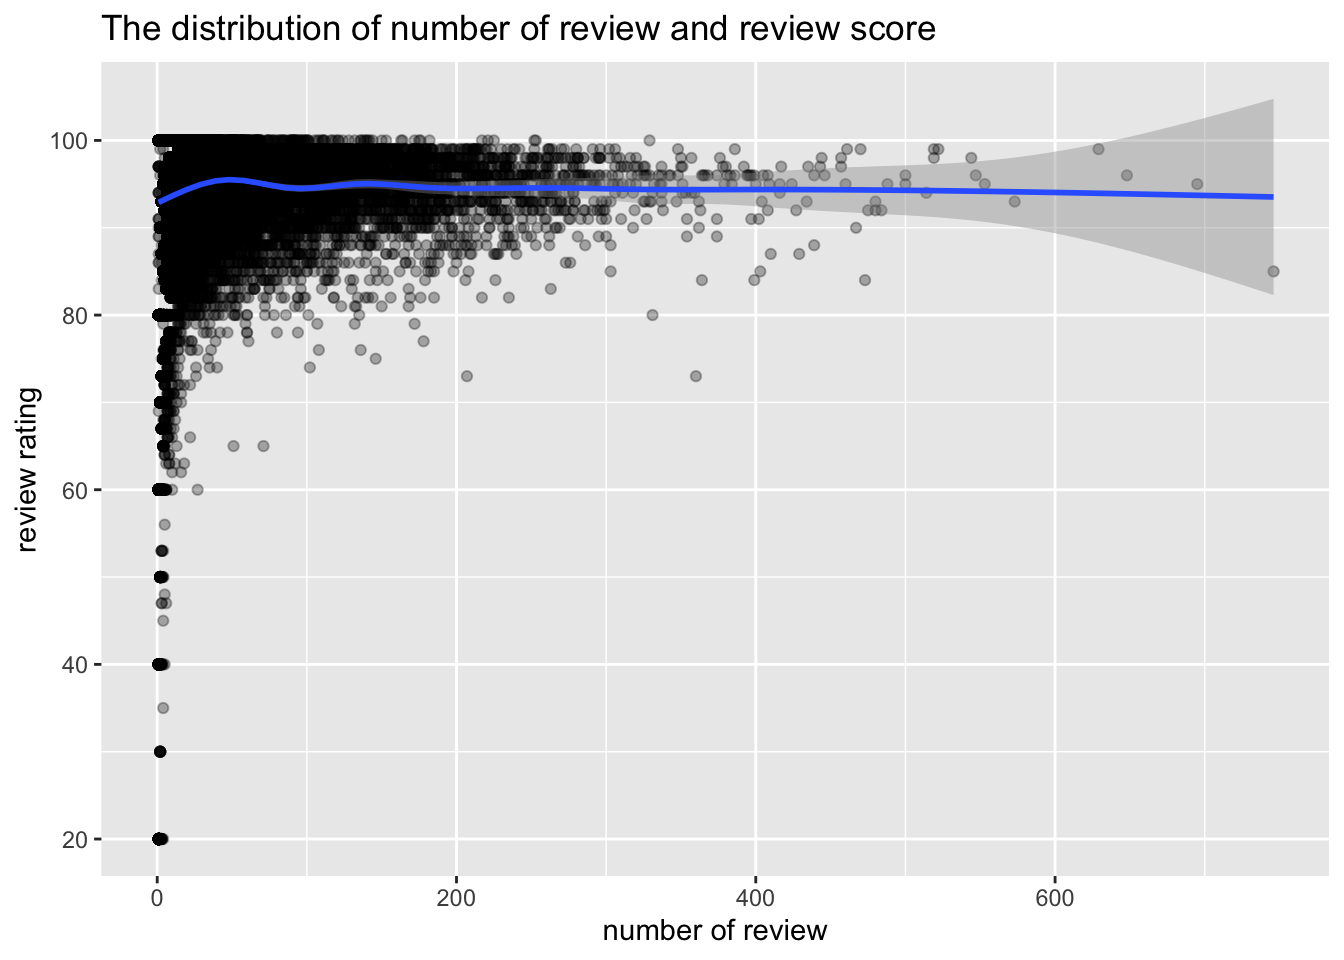 The distribution of number of review and review score
100
80
60
40
20
review rating
0 200 400 600
number of review